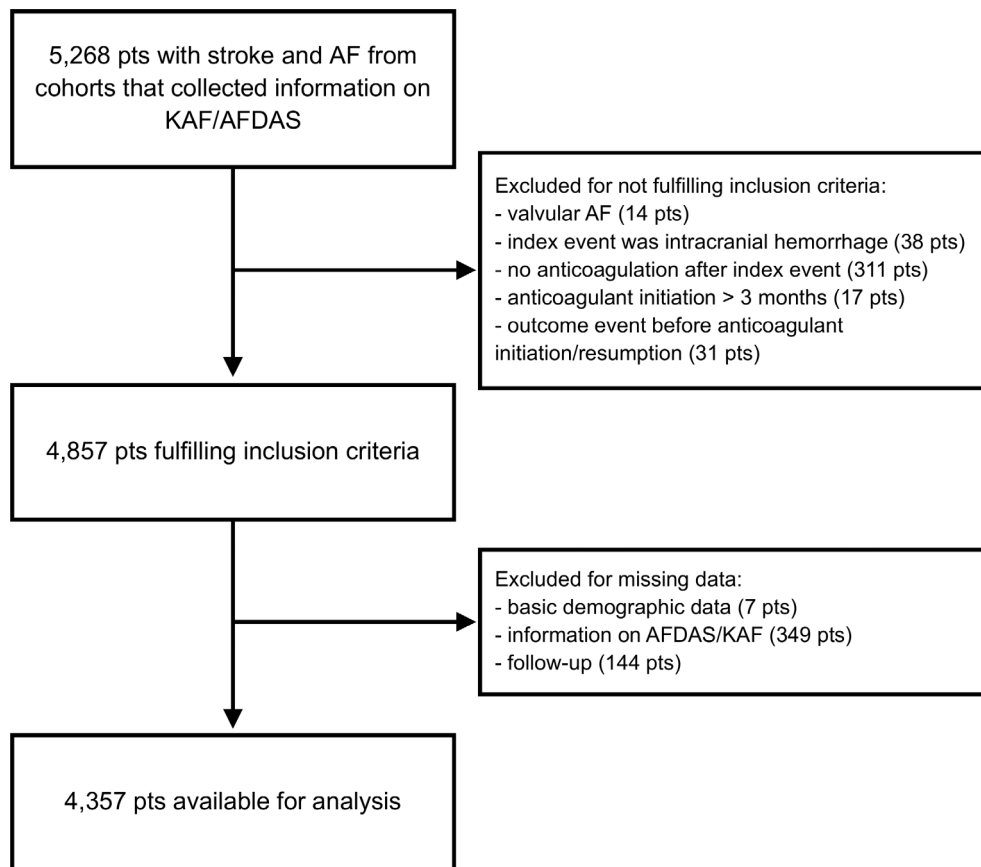 5,268 pts with stroke and AF from
cohorts that collected information on
KAF/AFDAS
Excluded for not fulfilling inclusion criteria:
- valvular AF (14 pts)
- index event was intracranial hemorrhage (38 pts)
- no anticoagulation after index event (311 pts)
- anticoagulant initiation > 3 months (17 pts)
- outcome event before anticoagulant
initiation/resumption (31 pts)
4,857 pts fulfilling inclusion criteria
Excluded for missing data:
- basic demographic data (7 pts)
- information on AFDAS/KAF (349 pts)
- follow-up (144 pts)
4,357 pts available for analysis